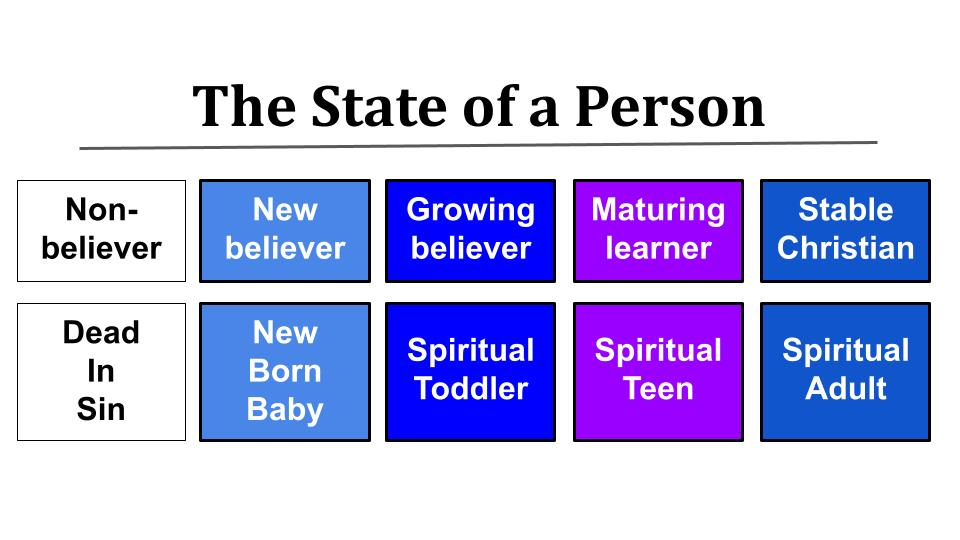 The State of a Person
Non-
believer
New
believer
Growing
believer
Maturing
learner
Stable
Christian
Dead
In
Sin
New
Born
Baby
Spiritual
Toddler
Spiritual
Teen
Spiritual
Adult